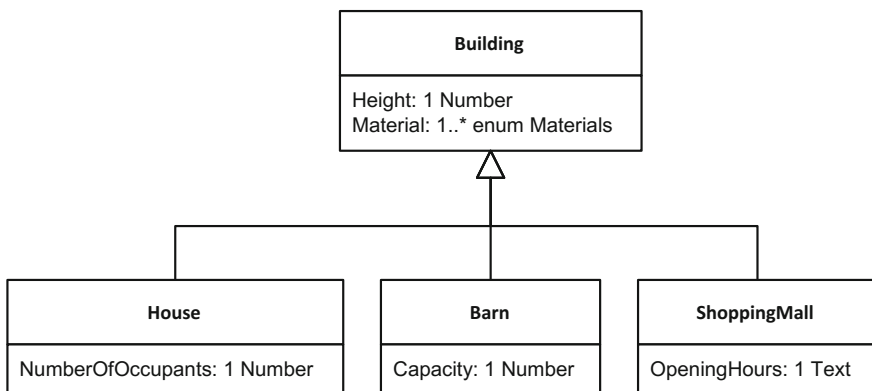 Building
Height: 1 Number
Material: 1..* enum Materials
House
NumberOfOccupants: 1 Number
Barn
Capacity: 1 Number
ShoppingMall
OpeningHours: 1 Text